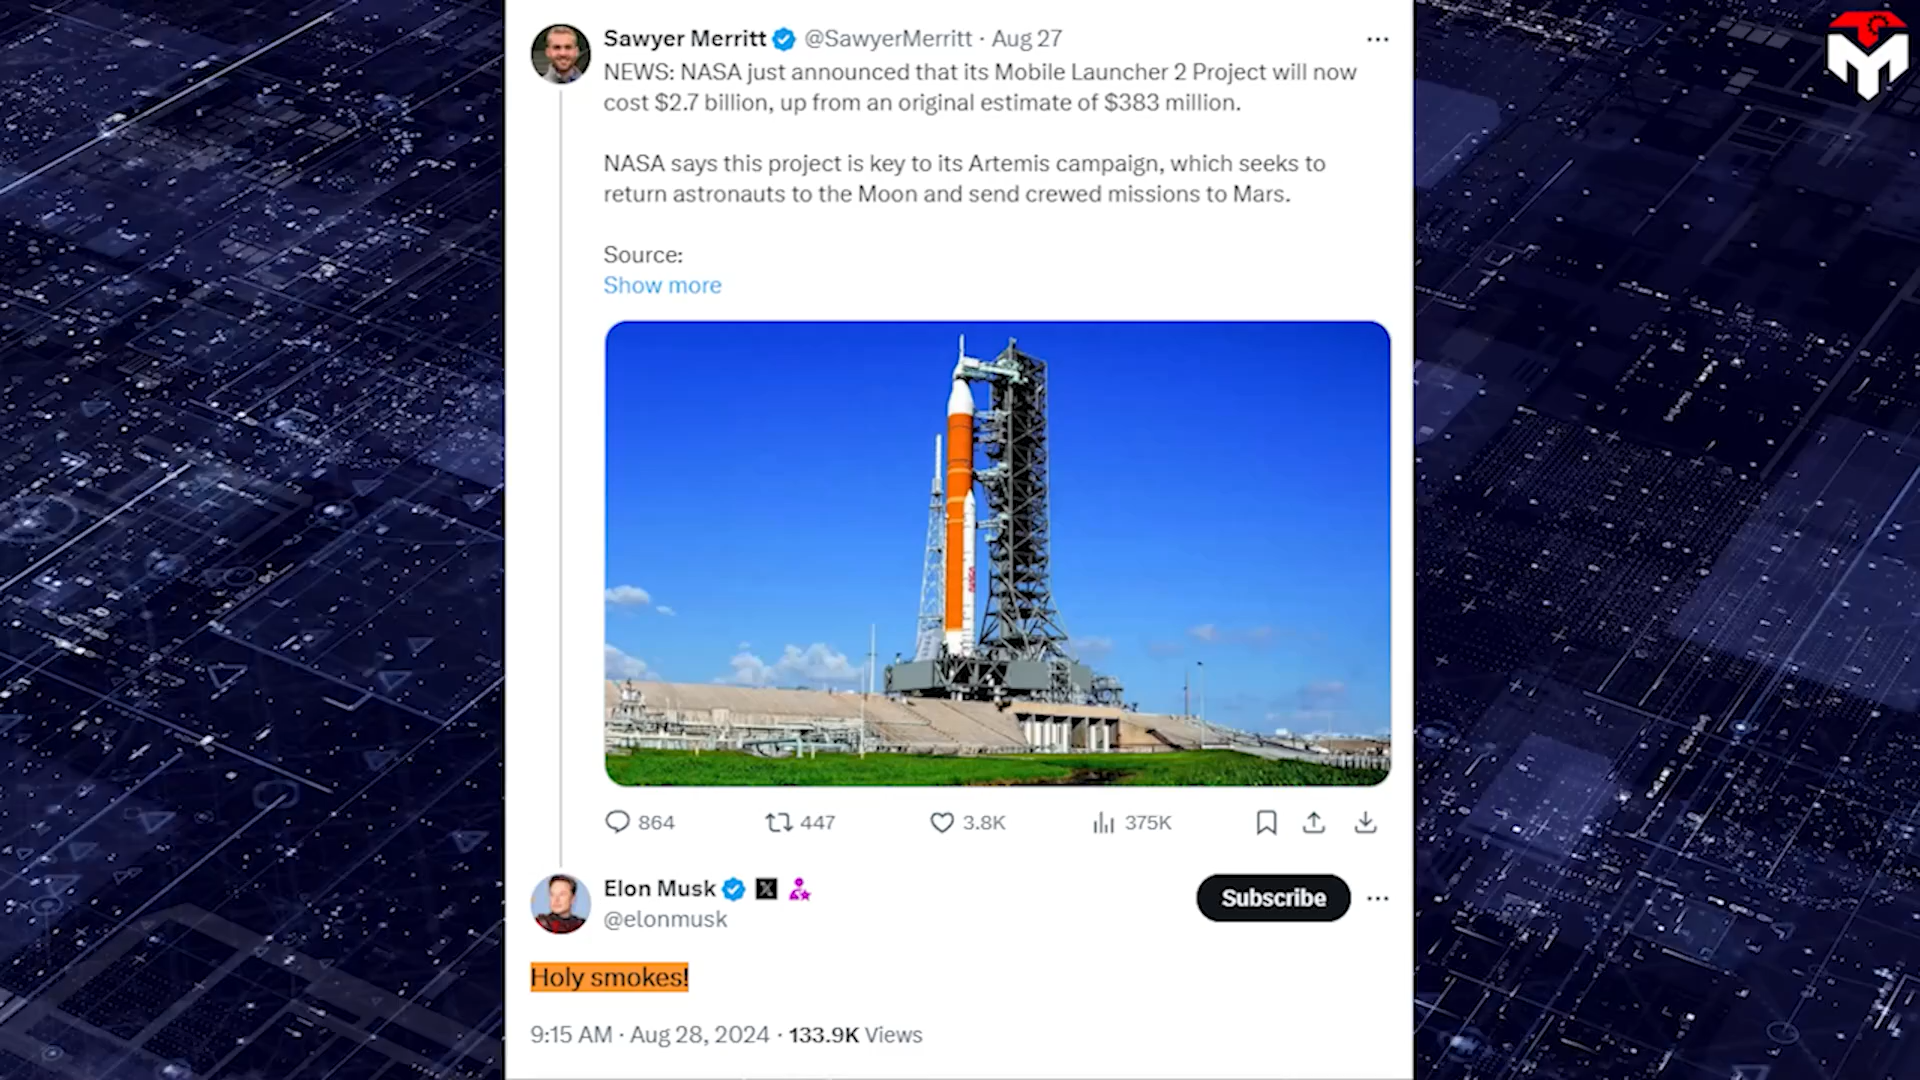 Sawyer Merritt @SawyerMerritt · Aug 27
NEWS: NASA just announced that its Mobile Launcher 2 Project will now
cost $2.7 billion, up from an original estimate of $383 million.
NASA says this project is key to its Artemis campaign, which seeks to
return astronauts to the Moon and send crewed missions to Mars.
Source:
Show more
NASA
864 447 3.8K 375K
Elon Musk
@elonmusk
Subscribe
Holy smokes!
9:15 AM · Aug 28, 2024 · 133.9K Views